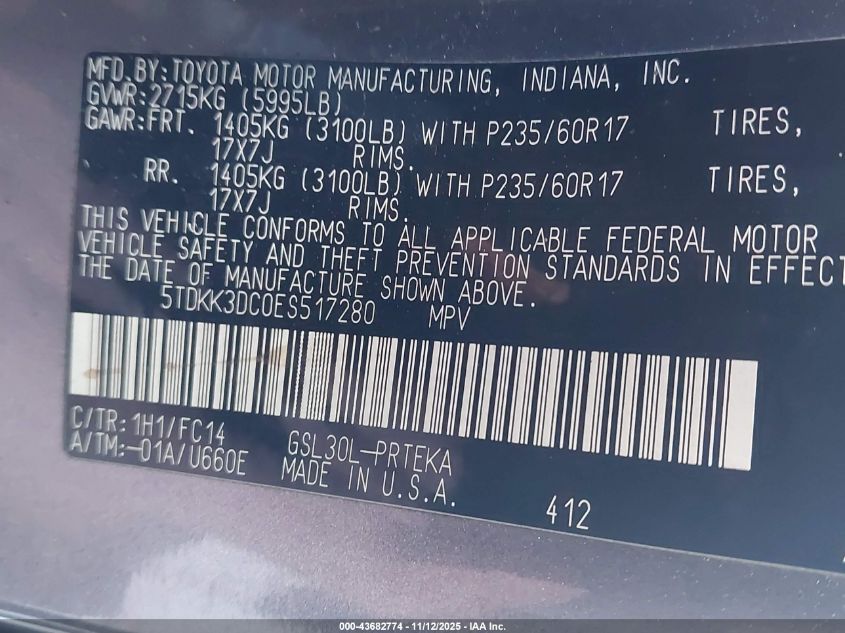 MFD.BY:TOYOTA MOTOR MANUFACTURING, INDIANA, INC.
GVWR:2715KG (5995LB)
GAWR:FRT. 1405KG (3100LB) WITH P235/60R17 TIRES,
17X7J RIMS.
RR. 1405KG (3100LB) WITH P235/60R17 TIRES,
17X7J RIMS.
THIS VEHICLE CONFORMS TO ALL APPLICABLE FEDERAL MOTOR
VEHICLE SAFETY AND THEFT PREVENTION STANDARDS IN EFFECT
THE DATE OF MANUFACTURE SHOWN ABOVE.
5TDKK3DC0ES517280 MPV
C/TR:1H1/FC14
A/TM:-01A/U660E
GSL30L-PRTEKA
MADE IN U.S.A.
412
000-43682774 - 11/12/2025 - IAA Inc.